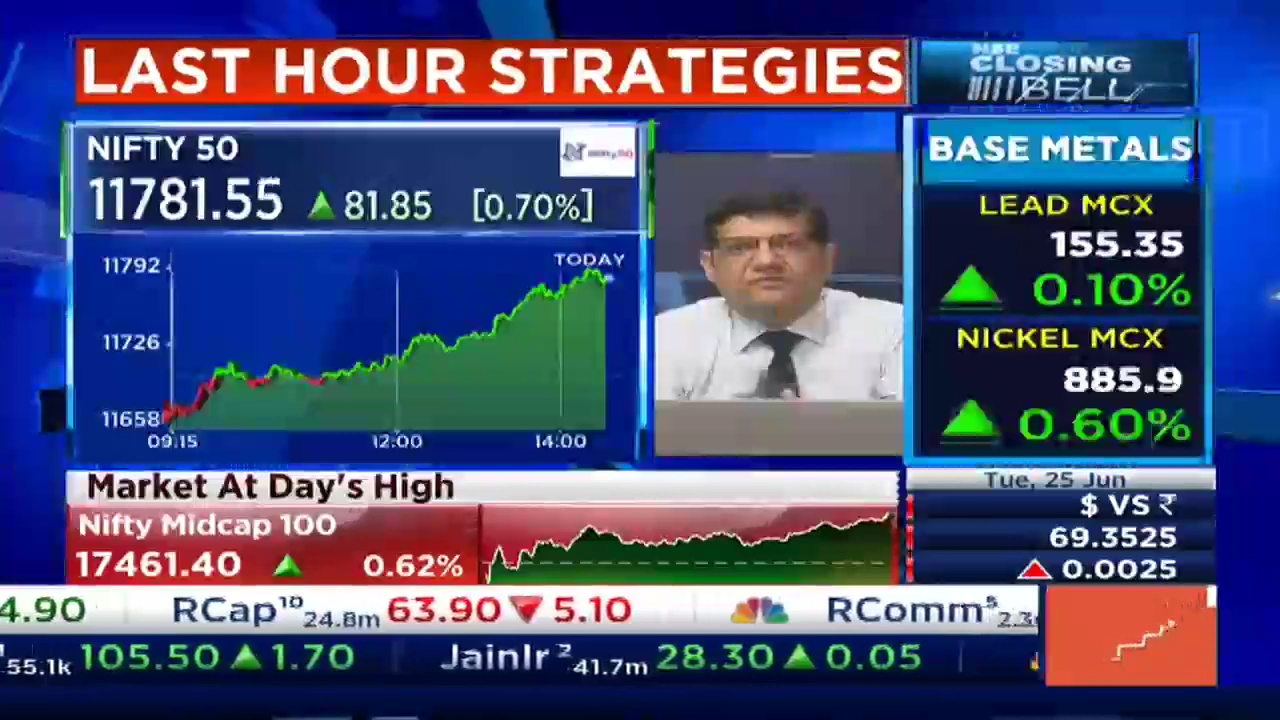 LAST HOUR STRATEGIES
NSE
CLOSING
BELL
NIFTY 50
11781.55 ▲ 81.85 [0.70%]
TODAY
11792
11726
11658
09:15 12:00 14:00
BASE METALS
LEAD MCX
155.35
▲ 0.10%
NICKEL MCX
885.9
▲ 0.60%
Market At Day's High
Nifty Midcap 100
17461.40 ▲ 0.62%
Tue, 25 Jun
$ VS ₹
69.3525
▲ 0.0025
4.90 RCap 10 24.8m 63.90 ▼ 5.10 RComm 5
55.1k 105.50 ▲ 1.70 JainIr 2 41.7m 28.30 ▲ 0.05